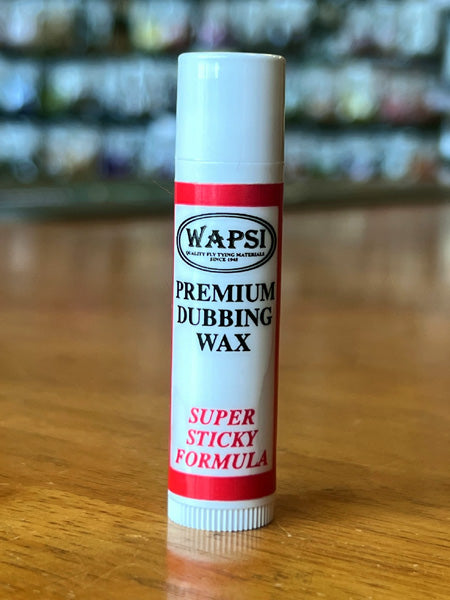 WAPSI
QUALITY FLY TYING MATERIALS
SINCE 1945
PREMIUM
DUBBING
WAX
SUPER
STICKY
FORMULA